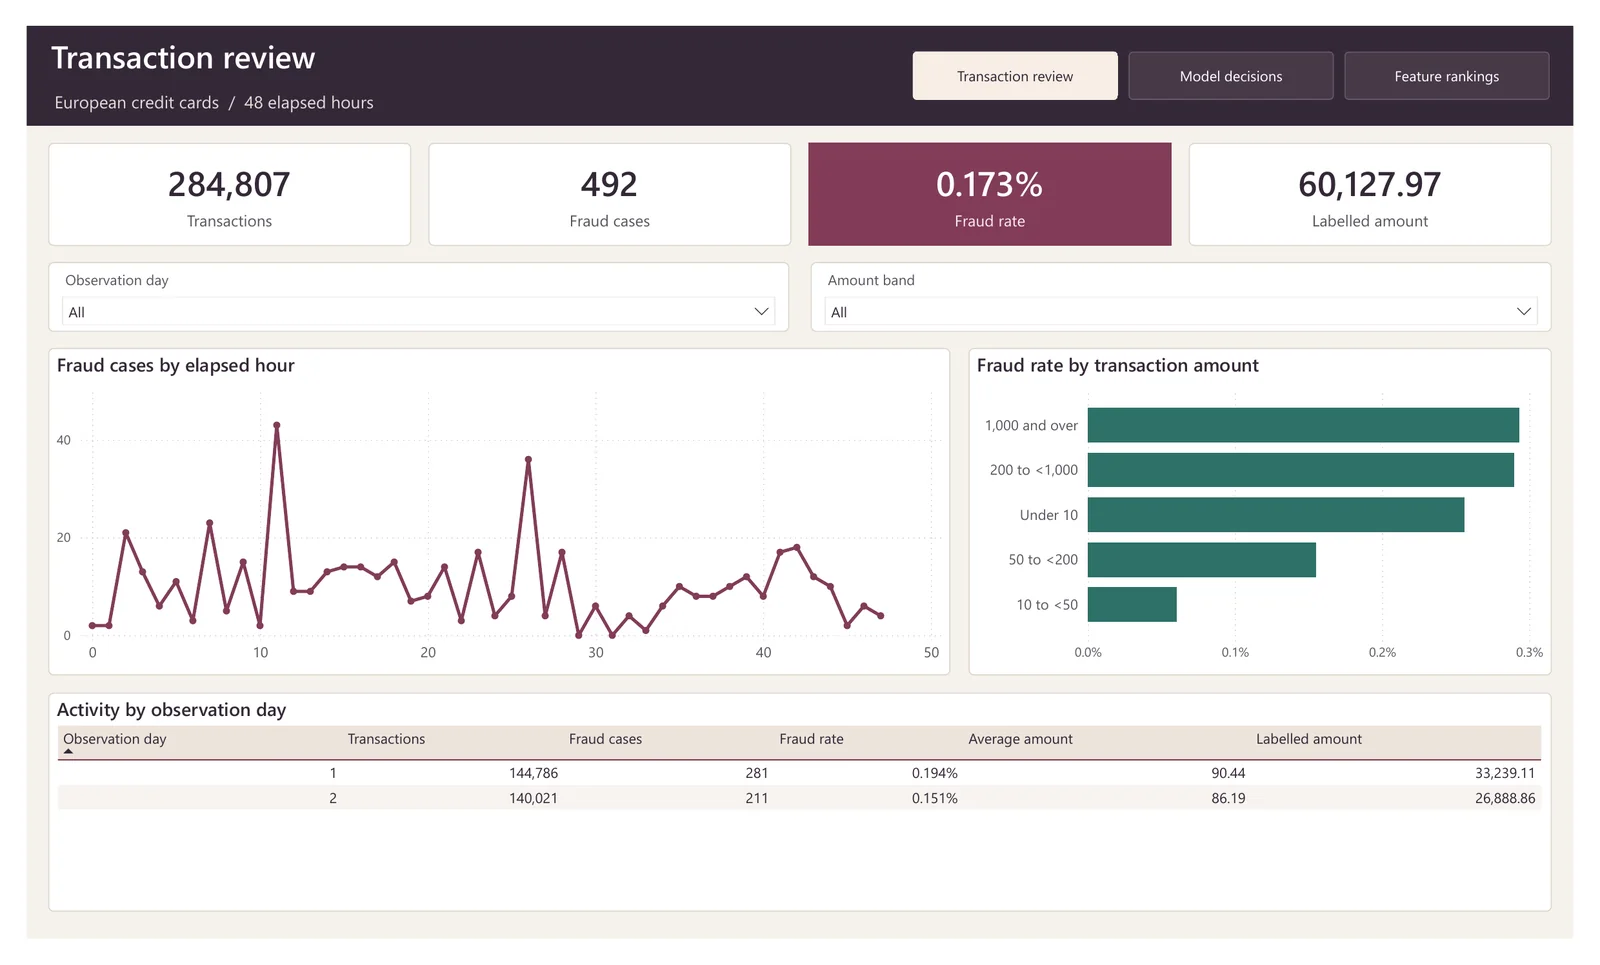 Transaction review
European credit cards / 48 elapsed hours
Transaction review
Model decisions
Feature rankings
284,807
Transactions
492
Fraud cases
0.173%
Fraud rate
60,127.97
Labelled amount
Observation day
All
Amount band
All
Fraud cases by elapsed hour
40
20
0
0 10 20 30 40 50
Fraud rate by transaction amount
1,000 and over
200 to <1,000
Under 10
50 to <200
10 to <50
0.0% 0.1% 0.2% 0.3%
Activity by observation day
Observation day Transactions Fraud cases Fraud rate Average amount Labelled amount
1 144,786 281 0.194% 90.44 33,239.11
2 140,021 211 0.151% 86.19 26,888.86